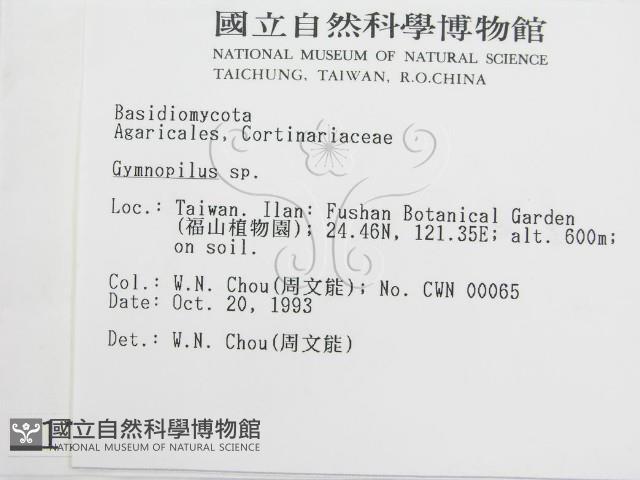 國立自然科學博物館
NATIONAL MUSEUM OF NATURAL SCIENCE
TAICHUNG, TAIWAN, R.O.CHINA
Basidiomycota
Agaricales, Cortinariaceae
Gymnopilus sp.
Loc.: Taiwan. Ilan: Fushan Botanical Garden
(福山植物園); 24.46N, 121.35E; alt. 600m;
on soil.
Col.: W.N. Chou(周文能); No. CWN 00065
Date: Oct. 20, 1993
Det.: W.N. Chou(周文能)
國立自然科學博物館
NATIONAL MUSEUM OF NATURAL SCIENCE